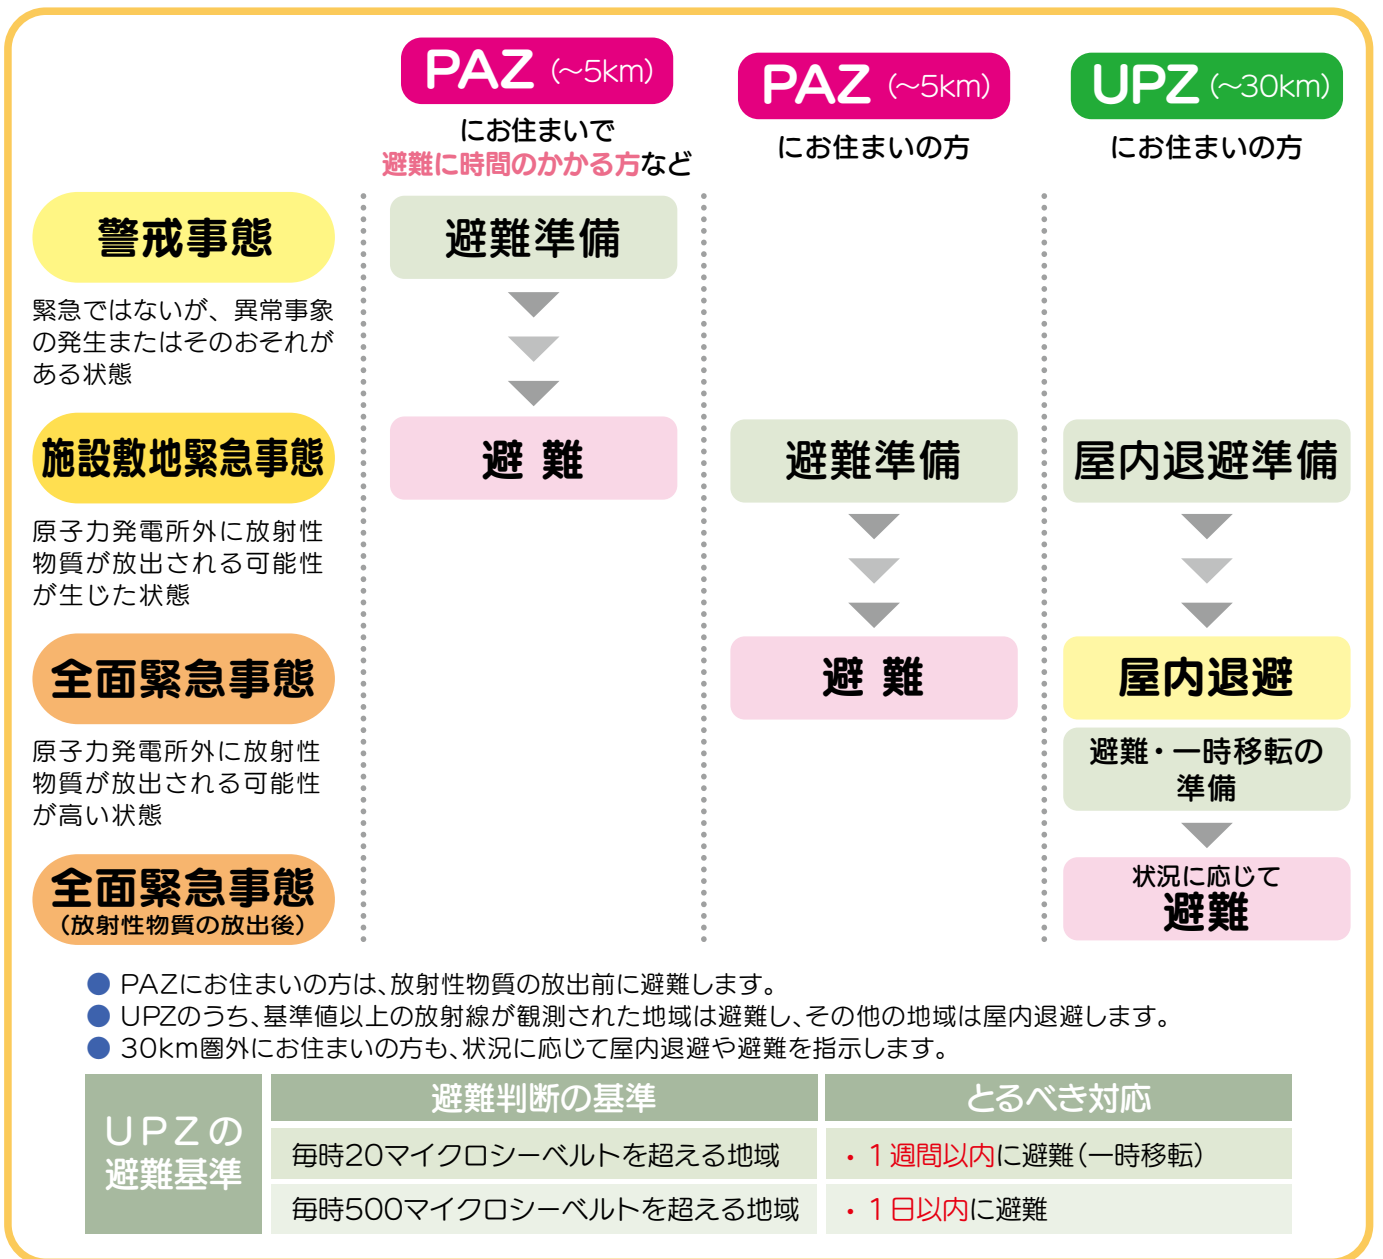 PAZ（～5km）
にお住まいで
避難に時間のかかる方など
PAZ（～5km）
にお住まいの方
UPZ（～30km）
にお住まいの方
警戒事態
緊急ではないが、異常事象
の発生またはそのおそれが
ある状態
避難準備
施設敷地緊急事態
原子力発電所外に放射性
物質が放出される可能性
が生じた状態
避難
避難準備
屋内退避準備
全面緊急事態
原子力発電所外に放射性
物質が放出される可能性
が高い状態
避難
屋内退避
避難・一時移転の
準備
全面緊急事態
（放射性物質の放出後）
状況に応じて
避難
● PAZにお住まいの方は、放射性物質の放出前に避難します。
● UPZのうち、基準値以上の放射線が観測された地域は避難し、その他の地域は屋内退避します。
● 30km圏外にお住まいの方も、状況に応じて屋内退避や避難を指示します。
UPZの
避難基準
避難判断の基準
とるべき対応
毎時20マイクロシーベルトを超える地域
・1週間以内に避難（一時移転）
毎時500マイクロシーベルトを超える地域
・1日以内に避難